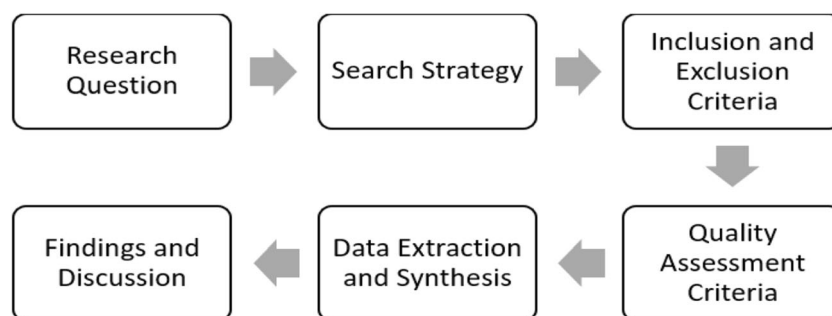 Research
Question
Search Strategy
Inclusion and
Exclusion
Criteria
Quality
Assessment
Criteria
Data Extraction
and Synthesis
Findings and
Discussion